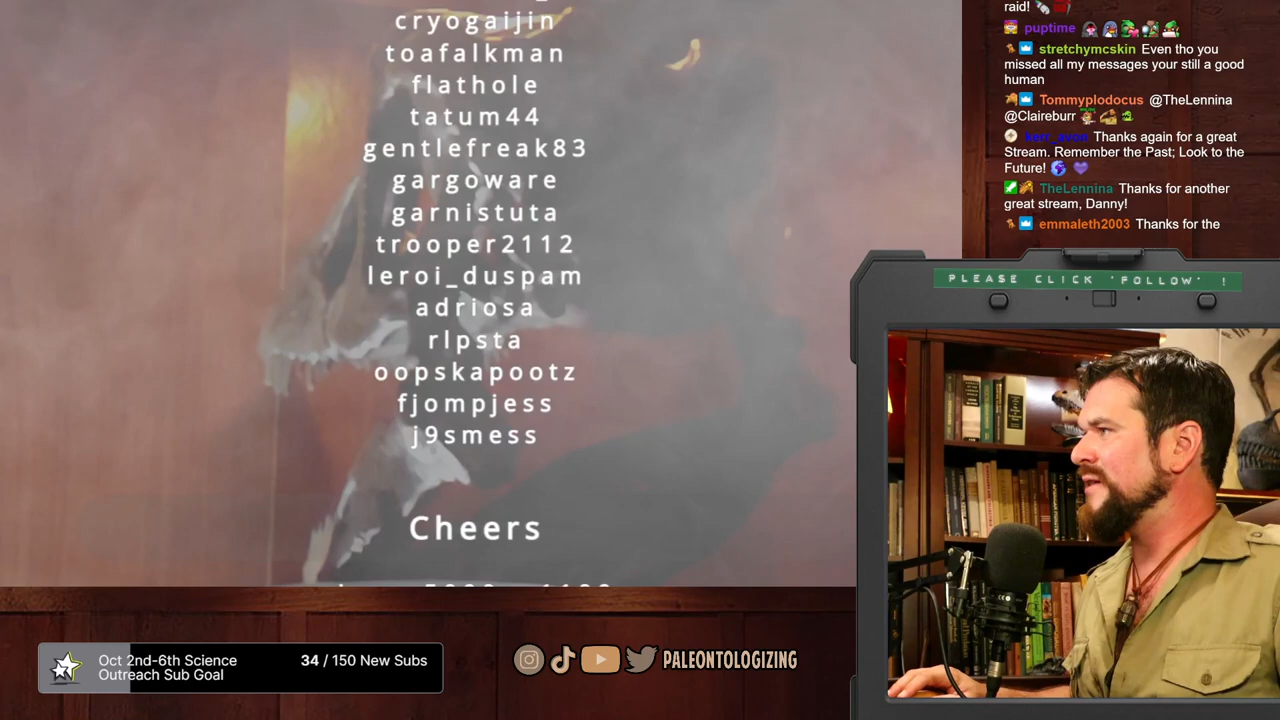 cryogaijin
toafalkman
flathole
tatum44
gentlefreak83
gargoware
garnistuta
trooper2112
leroi_duspam
adriosa
rlpsta
oopskapootz
fjompjess
j9smess
Cheers
raid!
puptime
stretchymcskin Even tho you
missed all my messages your still a good
human
Tommyplodocus @TheLennina
@Claireburr
kerr_avon Thanks again for a great
Stream. Remember the Past; Look to the
Future!
TheLennina Thanks for another
great stream, Danny!
emmaleth2003 Thanks for the
PLEASE CLICK "FOLLOW" !
Oct 2nd-6th Science
Outreach Sub Goal
34 / 150 New Subs
PALEONTOLOGIZING